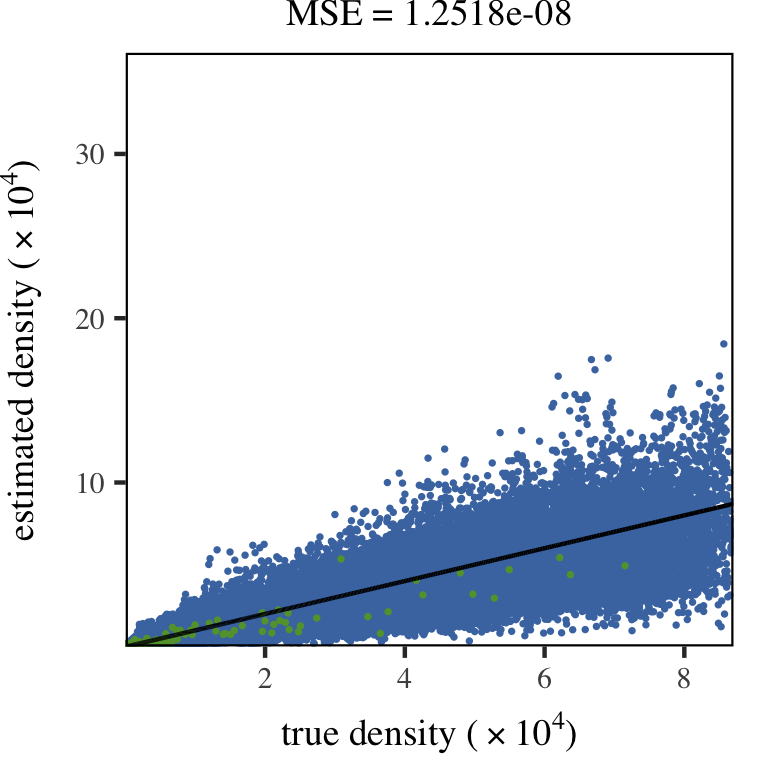 MSE = 1.2518e-08
estimated density ( × 10⁴)
30
20
10
2 4 6 8
true density ( × 10⁴)